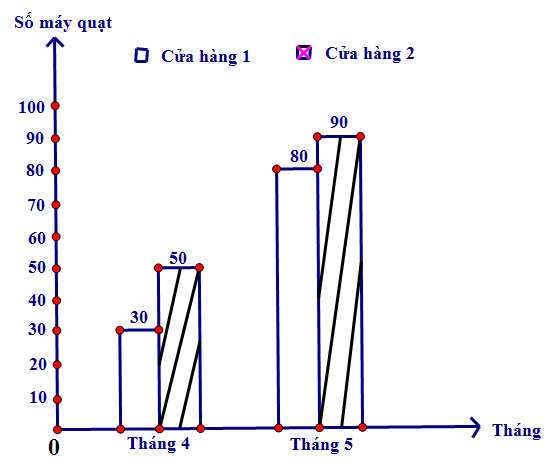 Số máy quạt
Cửa hàng 1
Cửa hàng 2
100
90
80
70
60
50
40
30
20
10
0
30
50
80
90
Tháng 4
Tháng 5
Tháng